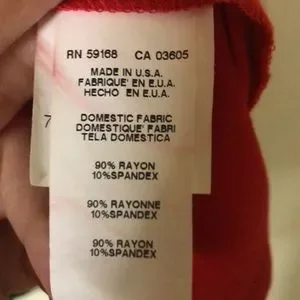 RN 59168 CA 03605
MADE IN U.S.A.
FABRIQUE' EN E.U.A.
HECHO EN E.U.A.
7
DOMESTIC FABRIC
DOMESTIQUE' FABRI
TELA DOMESTICA
90% RAYON
10%SPANDEX
90% RAYONNE
10%SPANDEX
90% RAYON
10%SPANDEX